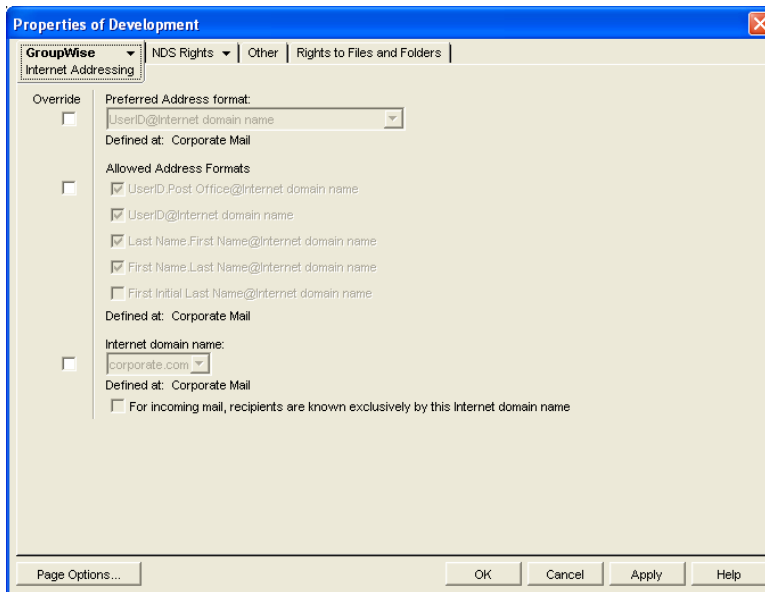 Properties of Development
GroupWise NDS Rights Other Rights to Files and Folders
Internet Addressing
Override Preferred Address format:
UserID@Internet domain name
Defined at: Corporate Mail
Allowed Address Formats
UserID.Post Office@Internet domain name
UserID@Internet domain name
Last Name.First Name@Internet domain name
First Name.Last Name@Internet domain name
First Initial Last Name@Internet domain name
Defined at: Corporate Mail
Internet domain name:
corporate.com
Defined at: Corporate Mail
For incoming mail, recipients are known exclusively by this Internet domain name
Page Options... OK Cancel Apply Help